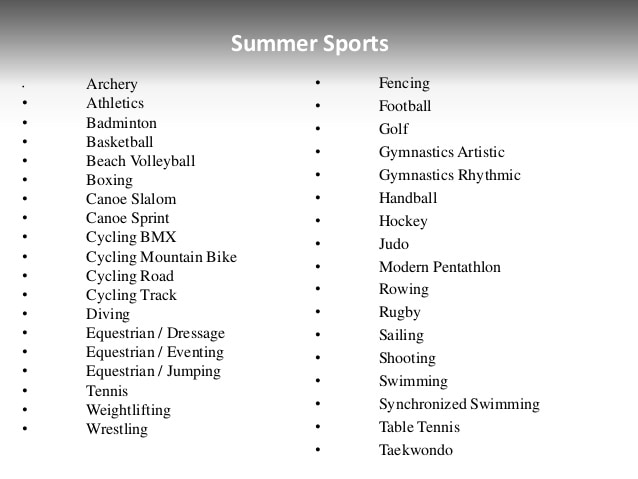 Summer Sports
• Archery
• Athletics
• Badminton
• Basketball
• Beach Volleyball
• Boxing
• Canoe Slalom
• Canoe Sprint
• Cycling BMX
• Cycling Mountain Bike
• Cycling Road
• Cycling Track
• Diving
• Equestrian / Dressage
• Equestrian / Eventing
• Equestrian / Jumping
• Tennis
• Weightlifting
• Wrestling
• Fencing
• Football
• Golf
• Gymnastics Artistic
• Gymnastics Rhythmic
• Handball
• Hockey
• Judo
• Modern Pentathlon
• Rowing
• Rugby
• Sailing
• Shooting
• Swimming
• Synchronized Swimming
• Table Tennis
• Taekwondo